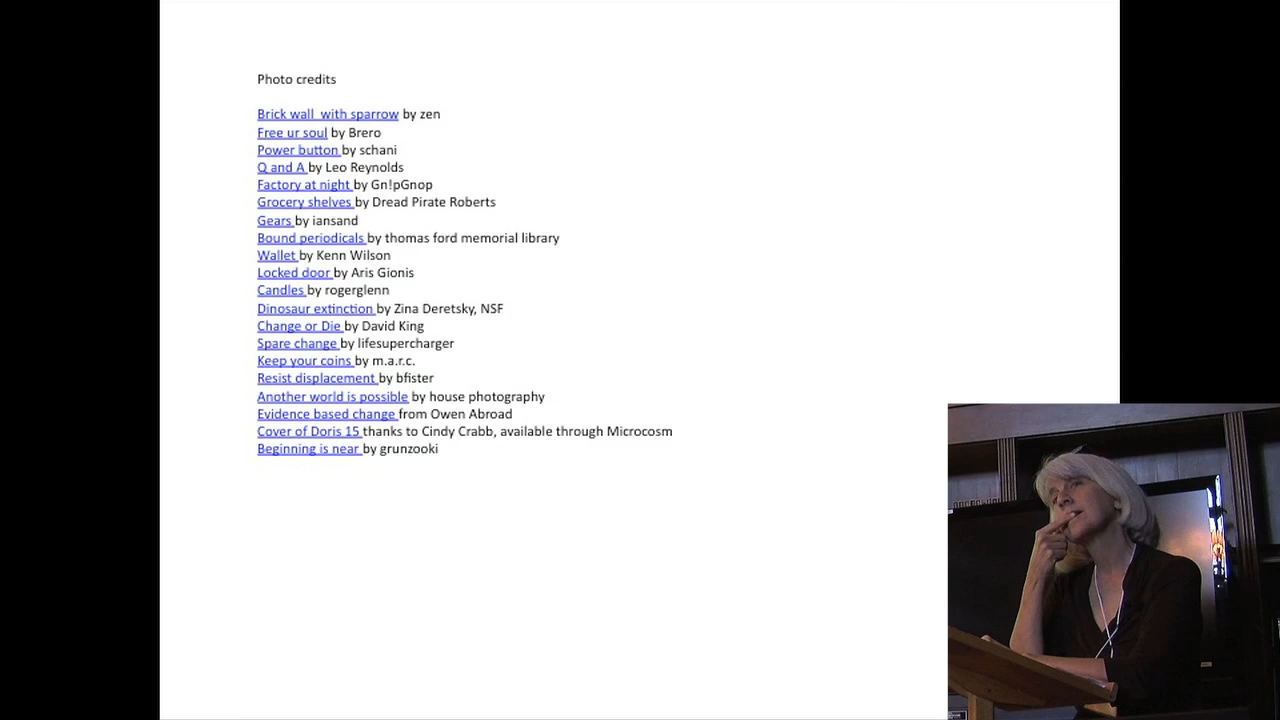 Photo credits
Brick wall  with sparrow by zen
Free ur soul by Brero
Power button by schani
Q and A by Leo Reynolds
Factory at night by Gn!pGnop
Grocery shelves by Dread Pirate Roberts
Gears by iansand
Bound periodicals by thomas ford memorial library
Wallet by Kenn Wilson
Locked door by Aris Gionis
Candles by rogerglenn
Dinosaur extinction by Zina Deretsky, NSF
Change or Die by David King
Spare change by lifesupercharger
Keep your coins by m.a.r.c.
Resist displacement by bfister
Another world is possible by house photography
Evidence based change from Owen Abroad
Cover of Doris 15 thanks to Cindy Crabb, available through Microcosm
Beginning is near by grunzooki